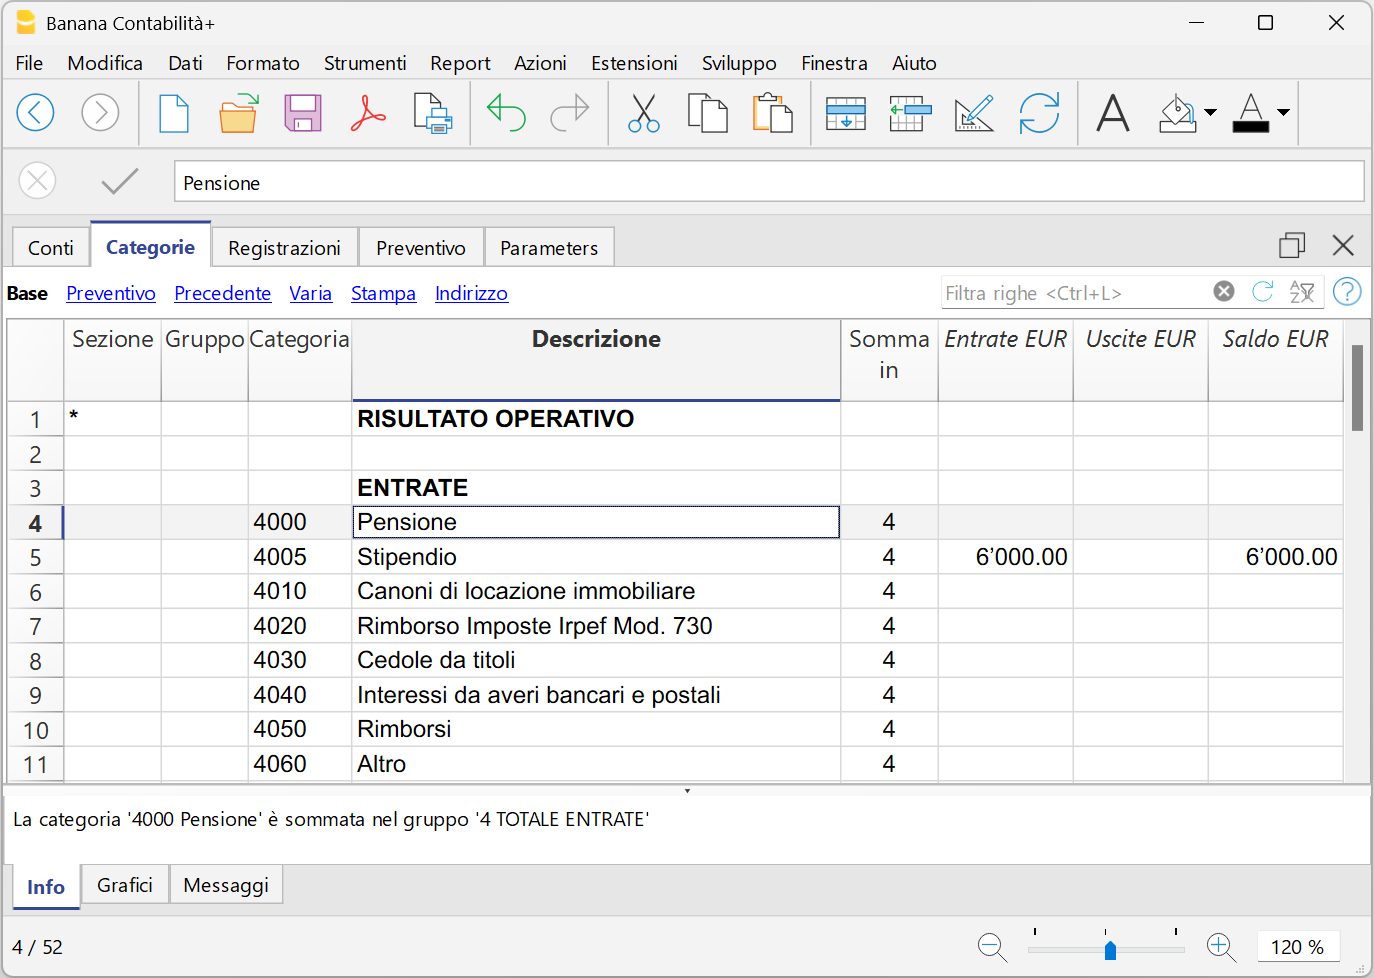 Banana Contabilità+
File Modifica Dati Formato Strumenti Report Azioni Estensioni Sviluppo Finestra Aiuto
Pensione
Conti Categorie Registrazioni Preventivo Parameters
Base Preventivo Precedente Varia Stampa Indirizzo Filtra righe <Ctrl+L>
Sezione Gruppo Categoria Descrizione Somma in Entrate EUR Uscite EUR Saldo EUR
1 * RISULTATO OPERATIVO
2
3 ENTRATE
4 4000 Pensione 4
5 4005 Stipendio 4 6’000.00 6’000.00
6 4010 Canoni di locazione immobiliare 4
7 4020 Rimborso Imposte Irpef Mod. 730 4
8 4030 Cedole da titoli 4
9 4040 Interessi da averi bancari e postali 4
10 4050 Rimborsi 4
11 4060 Altro 4
La categoria '4000 Pensione' è sommata nel gruppo '4 TOTALE ENTRATE'
Info Grafici Messaggi
4 / 52 120 %